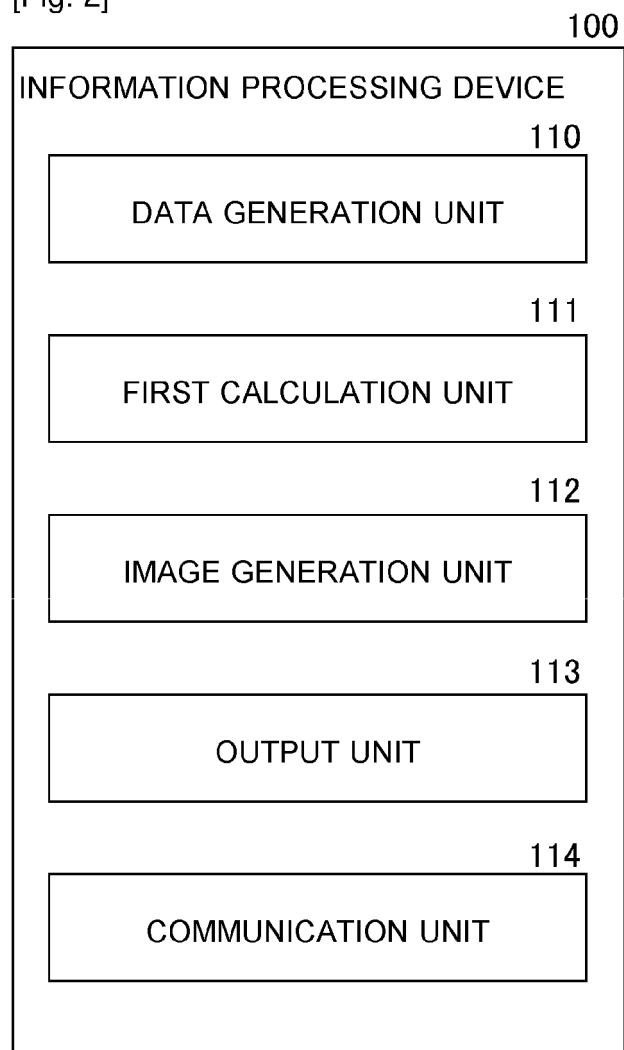 [Fig. 2]
100
INFORMATION PROCESSING DEVICE
110
DATA GENERATION UNIT
111
FIRST CALCULATION UNIT
112
IMAGE GENERATION UNIT
113
OUTPUT UNIT
114
COMMUNICATION UNIT